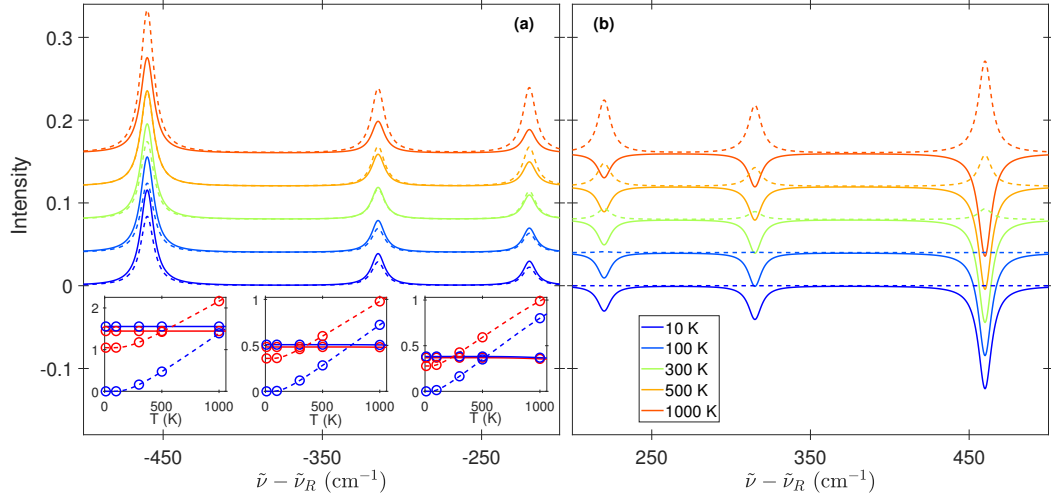 (a)
(b)
0.3
0.2
0.1
0
-0.1
Intensity
2
1
0
0 500 1000
T (K)
1
0.5
0
0 500 1000
T (K)
1
0.5
0
0 500 1000
T (K)
10 K
100 K
300 K
500 K
1000 K
-450 -350 -250
250 350 450
ν̃ − ν̃_R (cm⁻¹)
ν̃ − ν̃_R (cm⁻¹)